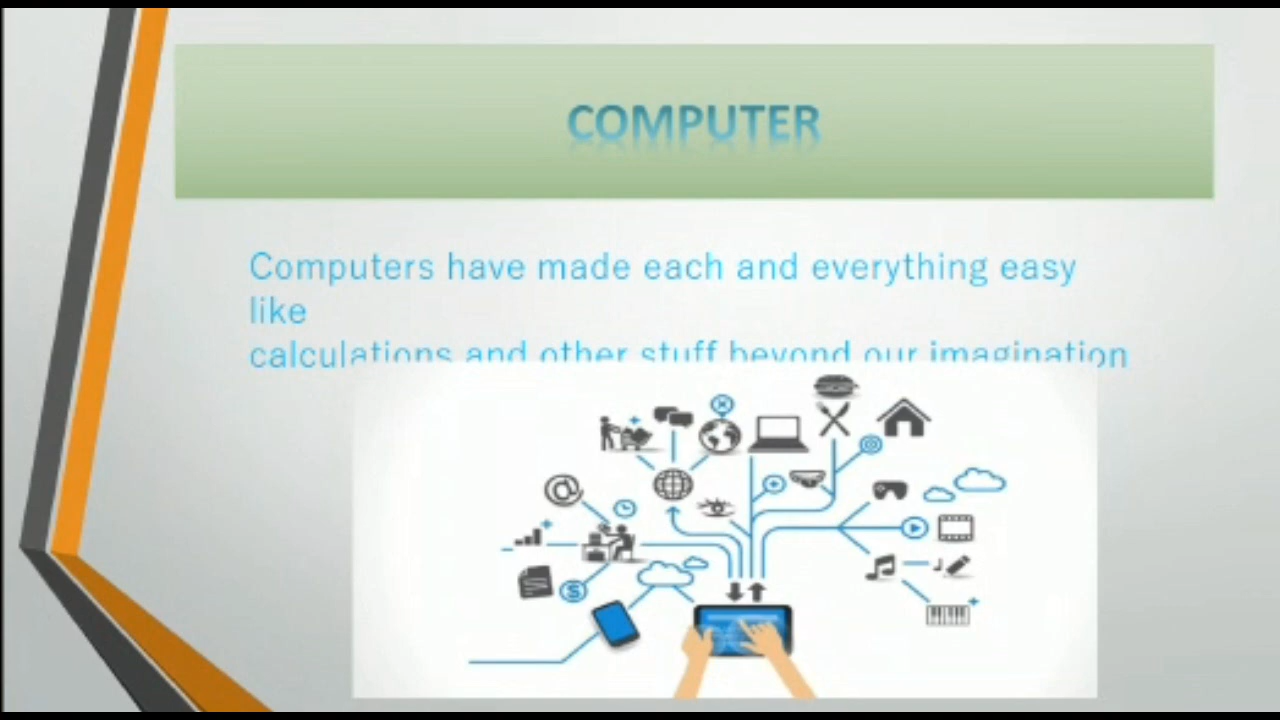 COMPUTER
Computers have made each and everything easy
like
calculations and other stuff beyond our imagination